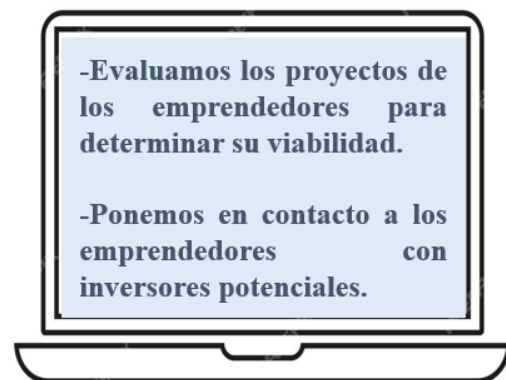 -Evaluamos los proyectos de
los emprendedores para
determinar su viabilidad.
-Ponemos en contacto a los
emprendedores con
inversores potenciales.